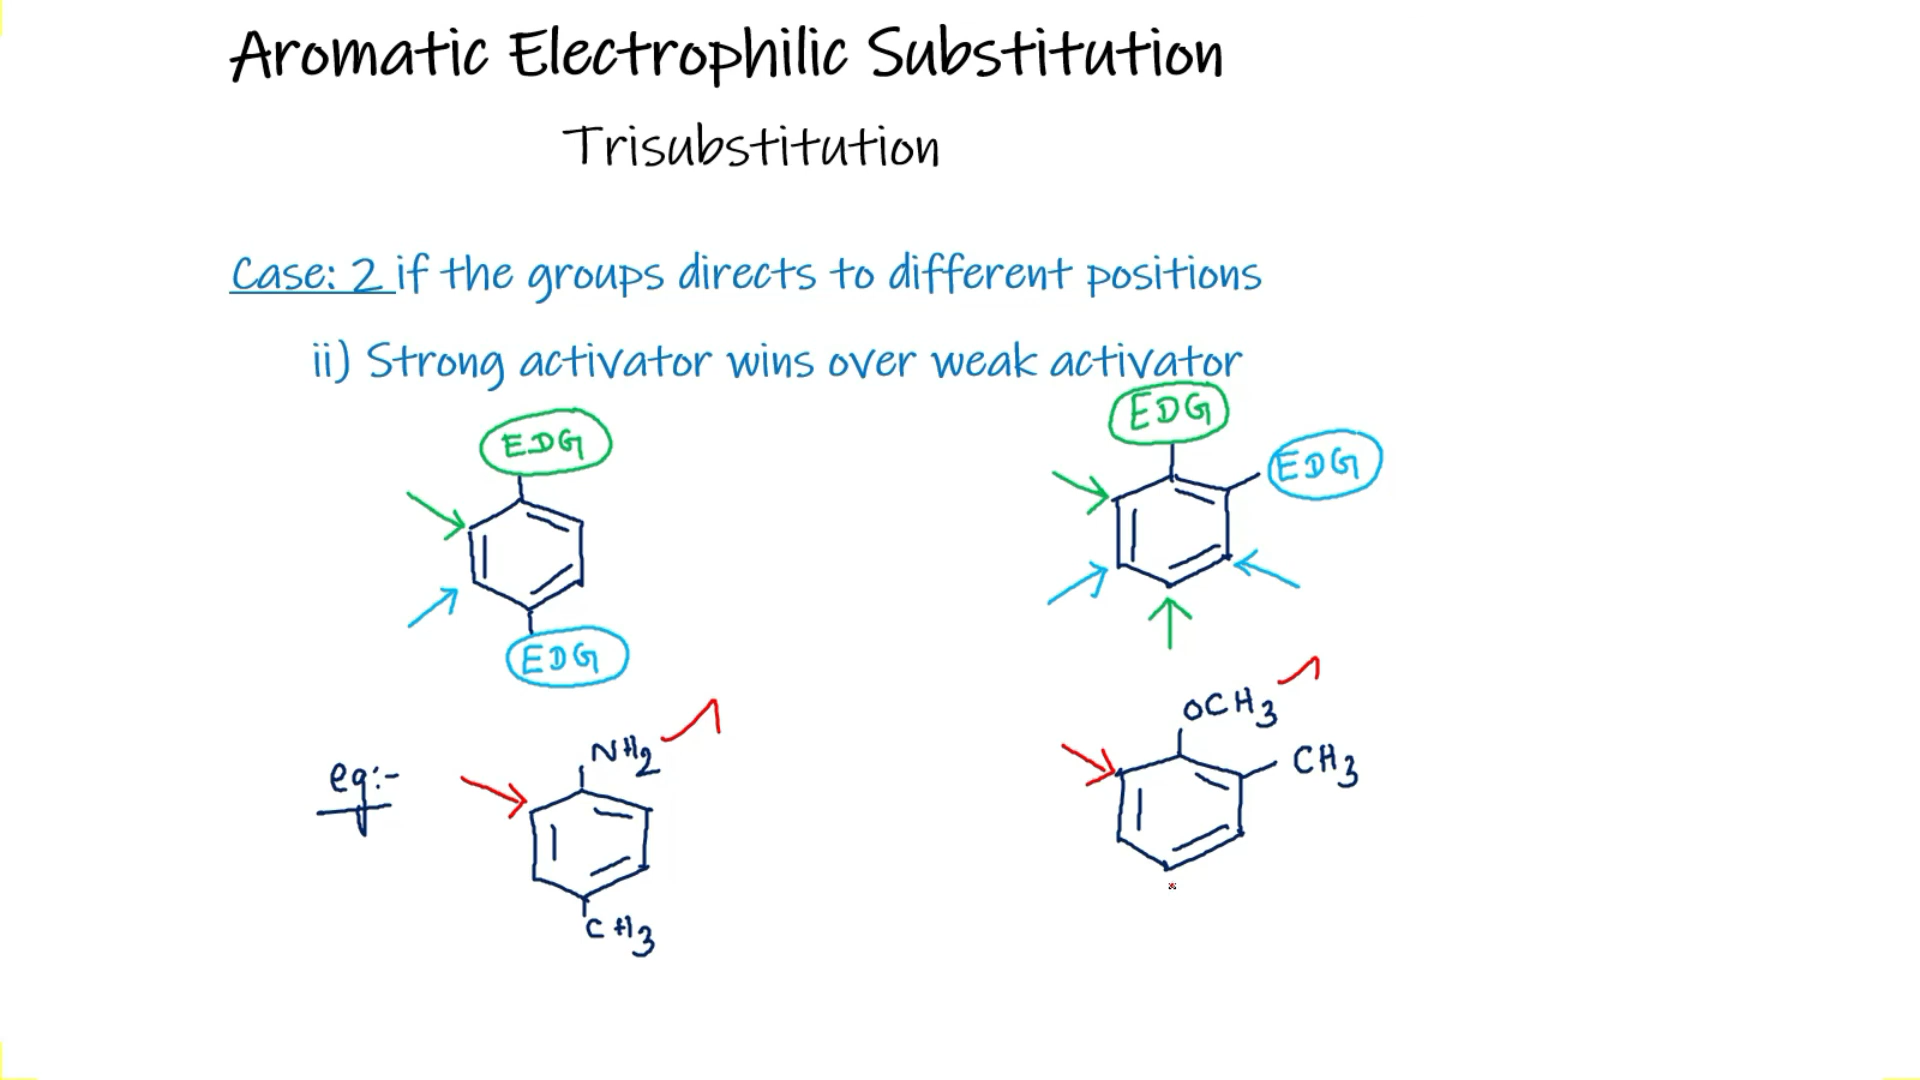 Aromatic Electrophilic Substitution
Trisubstitution
Case: 2 if the groups directs to different positions
ii) Strong activator wins over weak activator
EDG
EDG
EDG
EDG
eg:-
NH2
CH3
OCH3
CH3